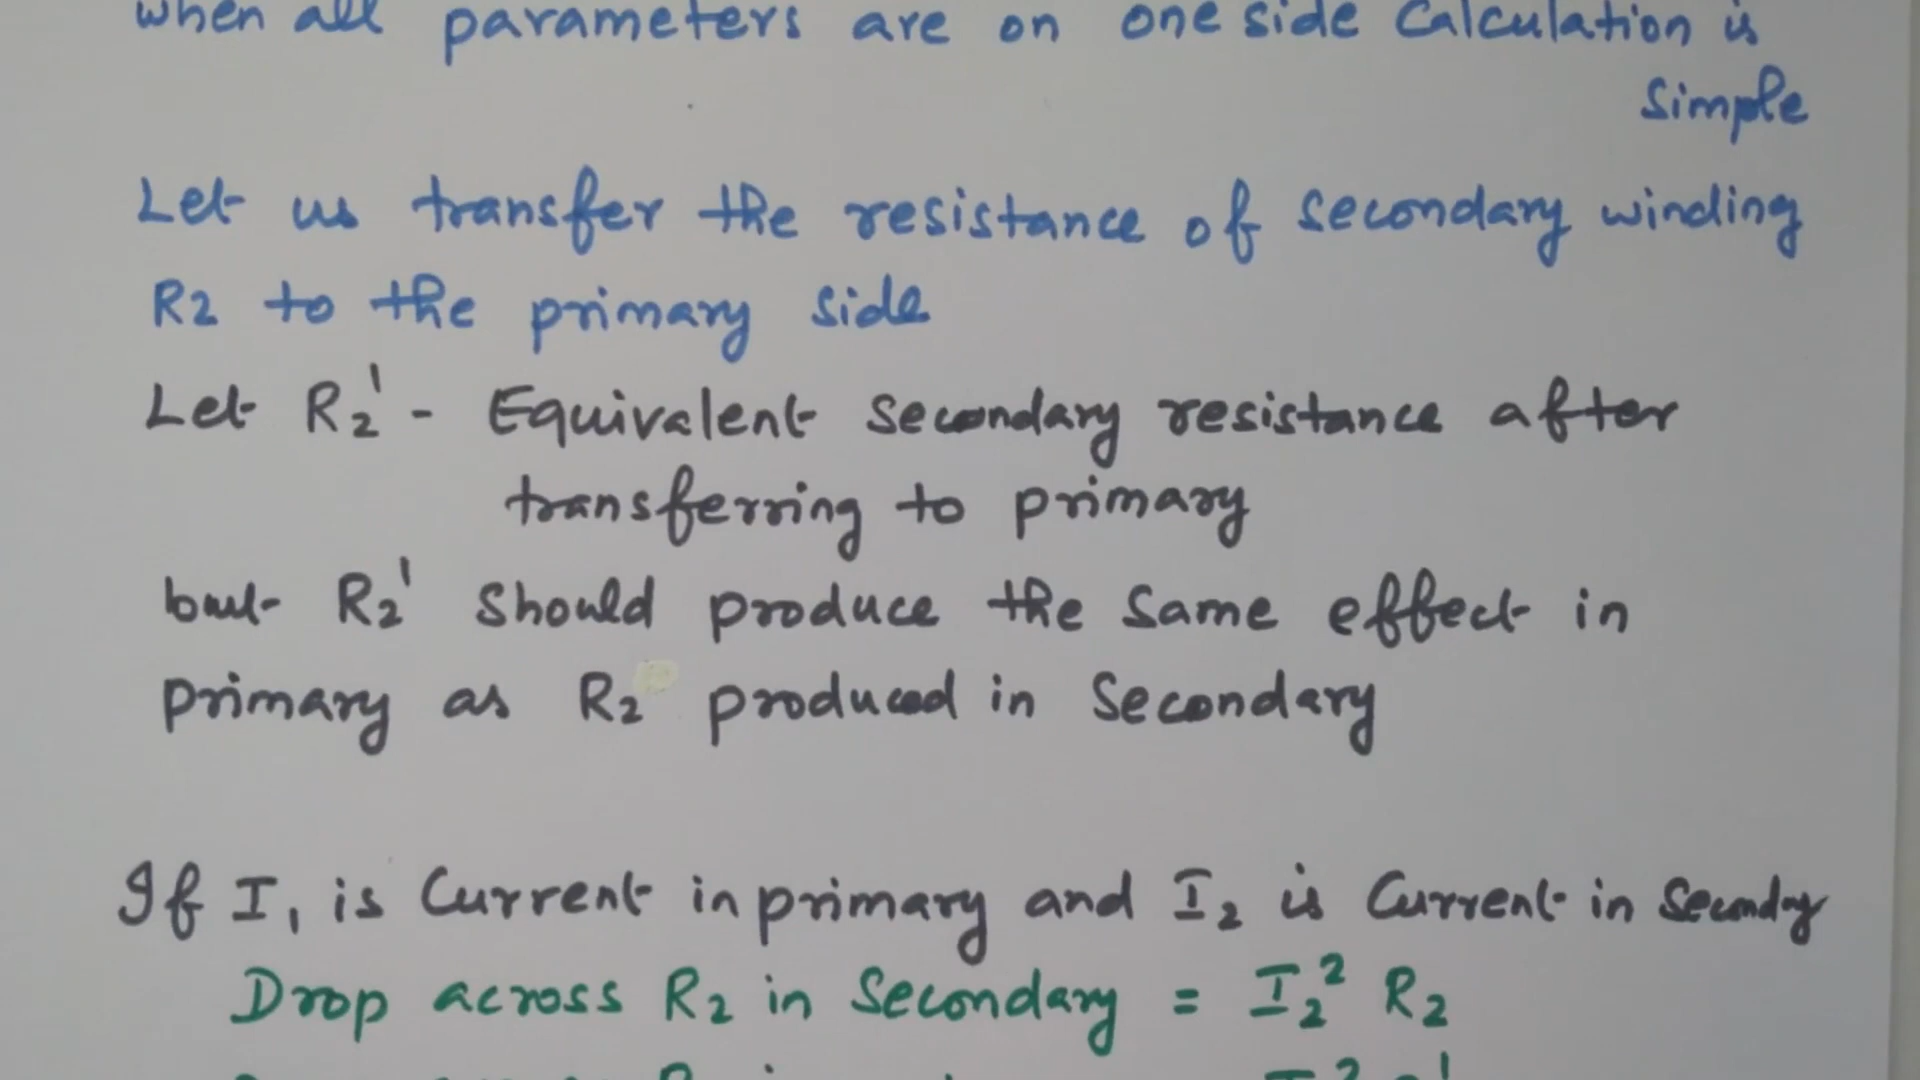 when all parameters are on one side Calculation is
Simple
Let us transfer the resistance of secondary winding
R2 to the primary side
Let R₂' - Equivalent Secondary resistance after
transferring to primary
but R₂' Should produce the Same effect in
primary as R₂ produced in Secondary
If I₁ is Current in primary and I₂ is Current in Secondary
Drop across R₂ in Secondary = I₂² R₂